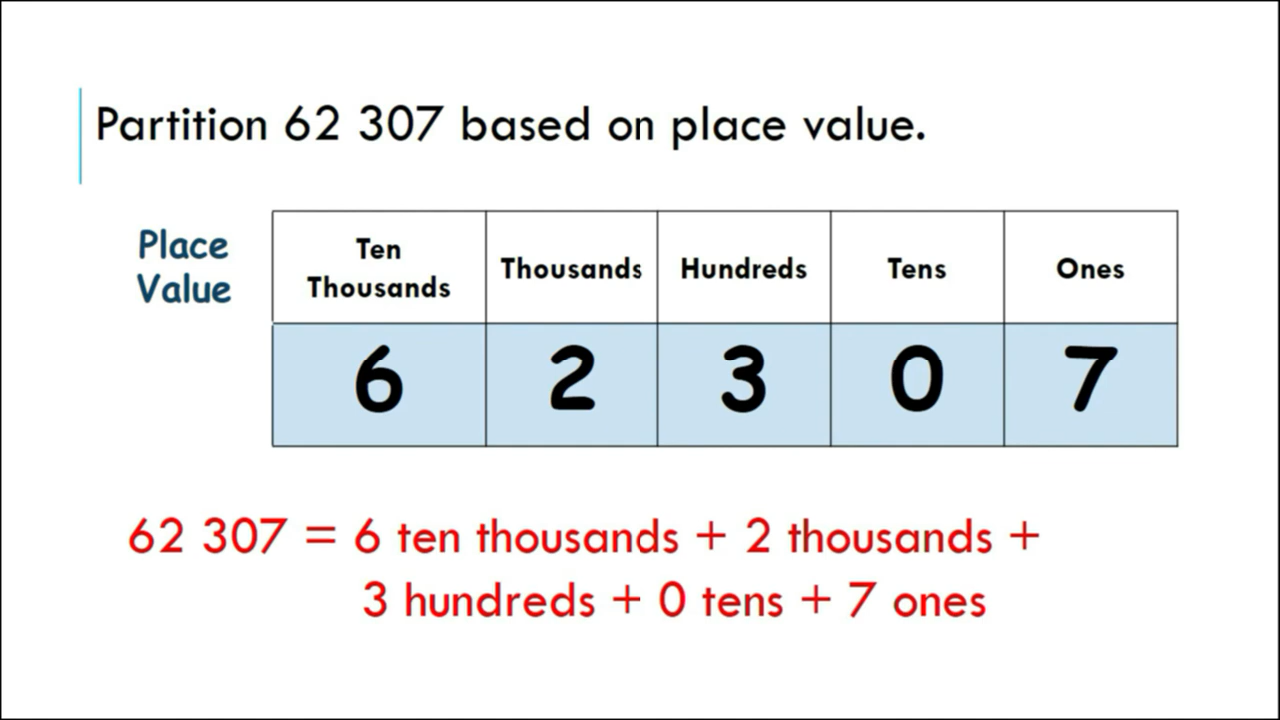 Partition 62 307 based on place value.
Place
Value
Ten
Thousands
Thousands
Hundreds
Tens
Ones
6 2 3 0 7
62 307 = 6 ten thousands + 2 thousands +
3 hundreds + 0 tens + 7 ones